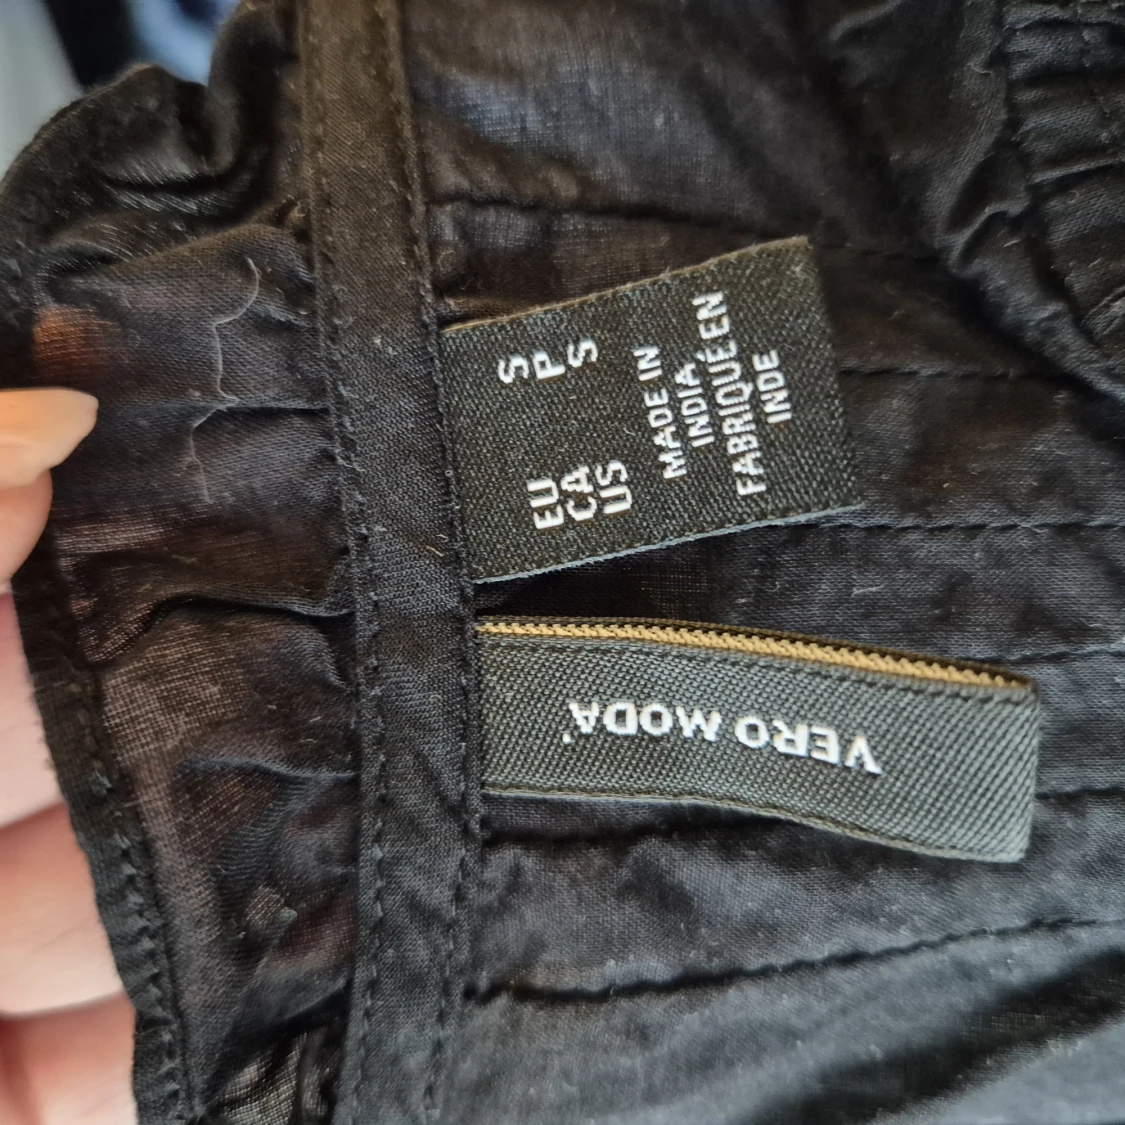 EU S
CA P
US S
MADE IN
INDIA
FABRIQUÉ EN
INDE
VERO MODA